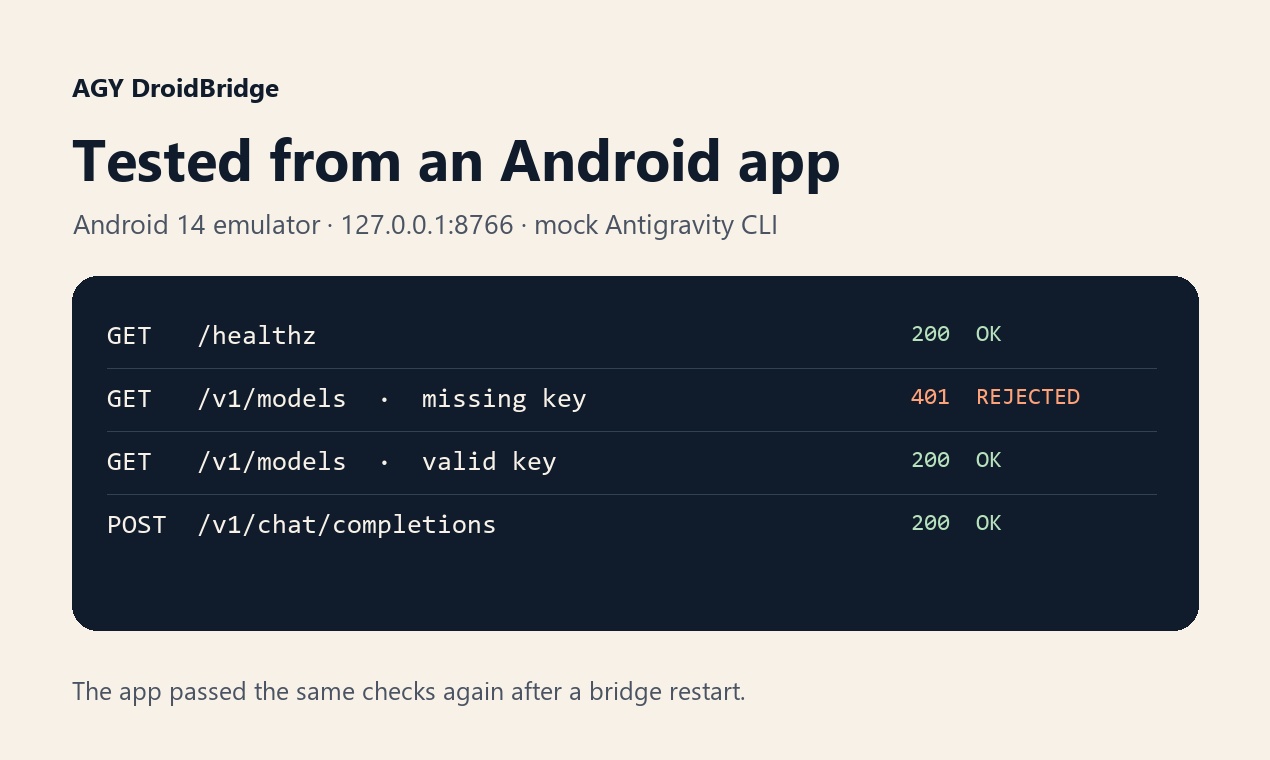 AGY DroidBridge
Tested from an Android app
Android 14 emulator · 127.0.0.1:8766 · mock Antigravity CLI
GET /healthz 200 OK
GET /v1/models · missing key 401 REJECTED
GET /v1/models · valid key 200 OK
POST /v1/chat/completions 200 OK
The app passed the same checks again after a bridge restart.